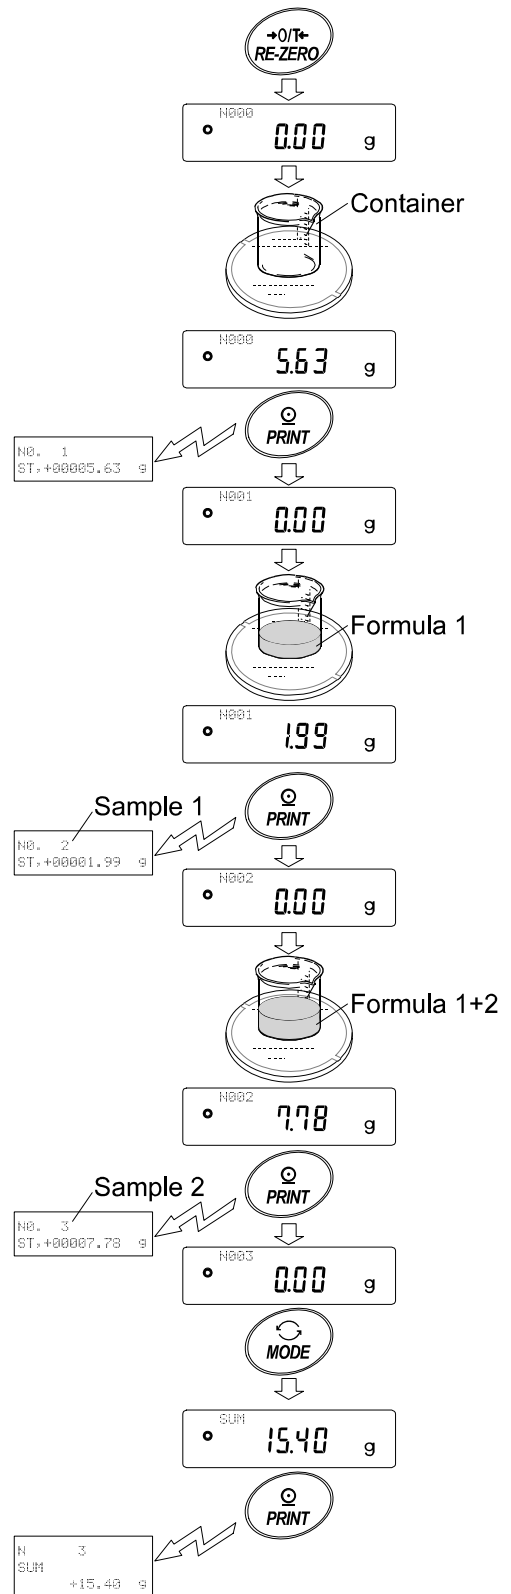 →0/T←
RE-ZERO
N000
0.00 g
Container
N000
5.63 g
PRINT
N0. 1
ST,+00005.63 g
N001
0.00 g
Formula 1
N001
1.99 g
Sample 1
PRINT
N0. 2
ST,+00001.99 g
N002
0.00 g
Formula 1+2
N002
7.78 g
Sample 2
PRINT
N0. 3
ST,+00007.78 g
N003
0.00 g
MODE
SUM
15.40 g
PRINT
N 3
SUM
+15.40 g